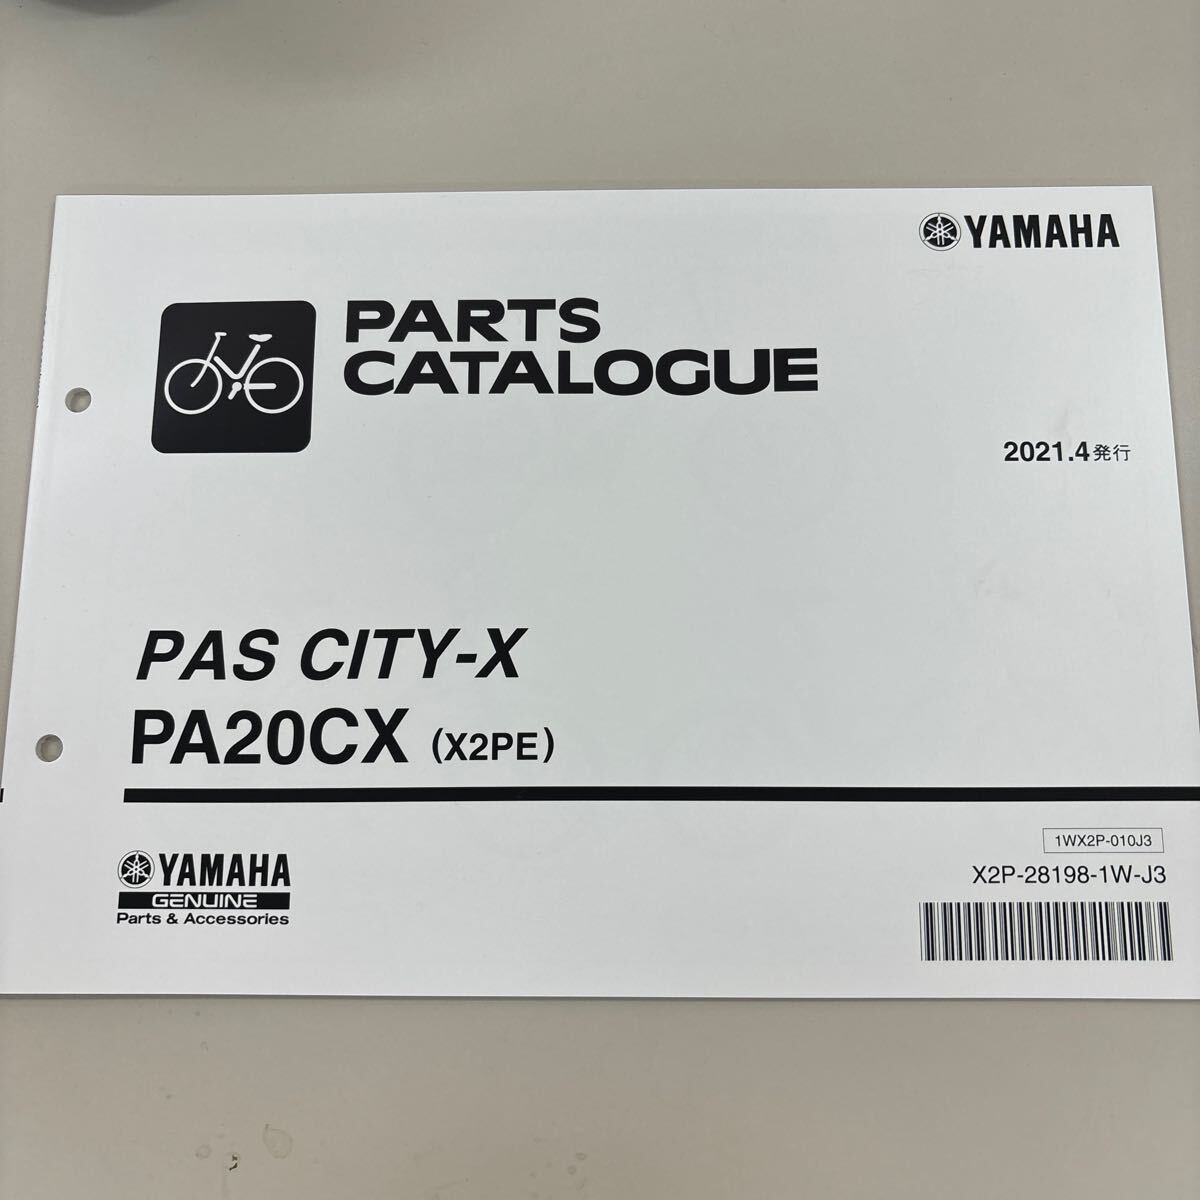 YAMAHA
PARTS
CATALOGUE
2021.4発行
PAS CITY-X
PA20CX (X2PE)
1WX2P-010J3
X2P-28198-1W-J3
YAMAHA
GENUINE
Parts & Accessories